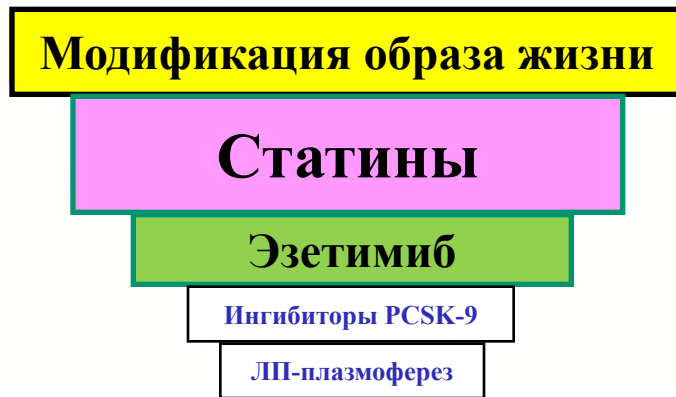 Модификация образа жизни
Статины
Эзетимиб
Ингибиторы PCSK-9
ЛП-плазмоферез